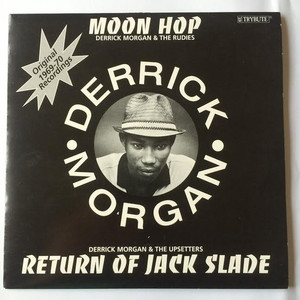 MOON HOP
TRYBUTE
DERRICK MORGAN & THE RUDIES
Original
1969-70
Recordings
DERRICK
• MORGAN •
DERRICK MORGAN & THE UPSETTERS
RETURN OF JACK SLADE